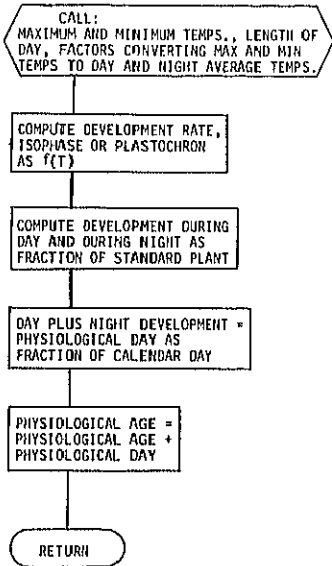 CALL:
MAXIMUM AND MINIMUM TEMPS., LENGTH OF
DAY, FACTORS CONVERTING MAX AND MIN
TEMPS TO DAY AND NIGHT AVERAGE TEMPS.
COMPUTE DEVELOPMENT RATE,
ISOPHASE OR PLASTOCHRON
AS f(T)
COMPUTE DEVELOPMENT DURING
DAY AND DURING NIGHT AS
FRACTION OF STANDARD PLANT
DAY PLUS NIGHT DEVELOPMENT =
PHYSIOLOGICAL DAY AS
FRACTION OF CALENDAR DAY
PHYSIOLOGICAL AGE =
PHYSIOLOGICAL AGE +
PHYSIOLOGICAL DAY
RETURN